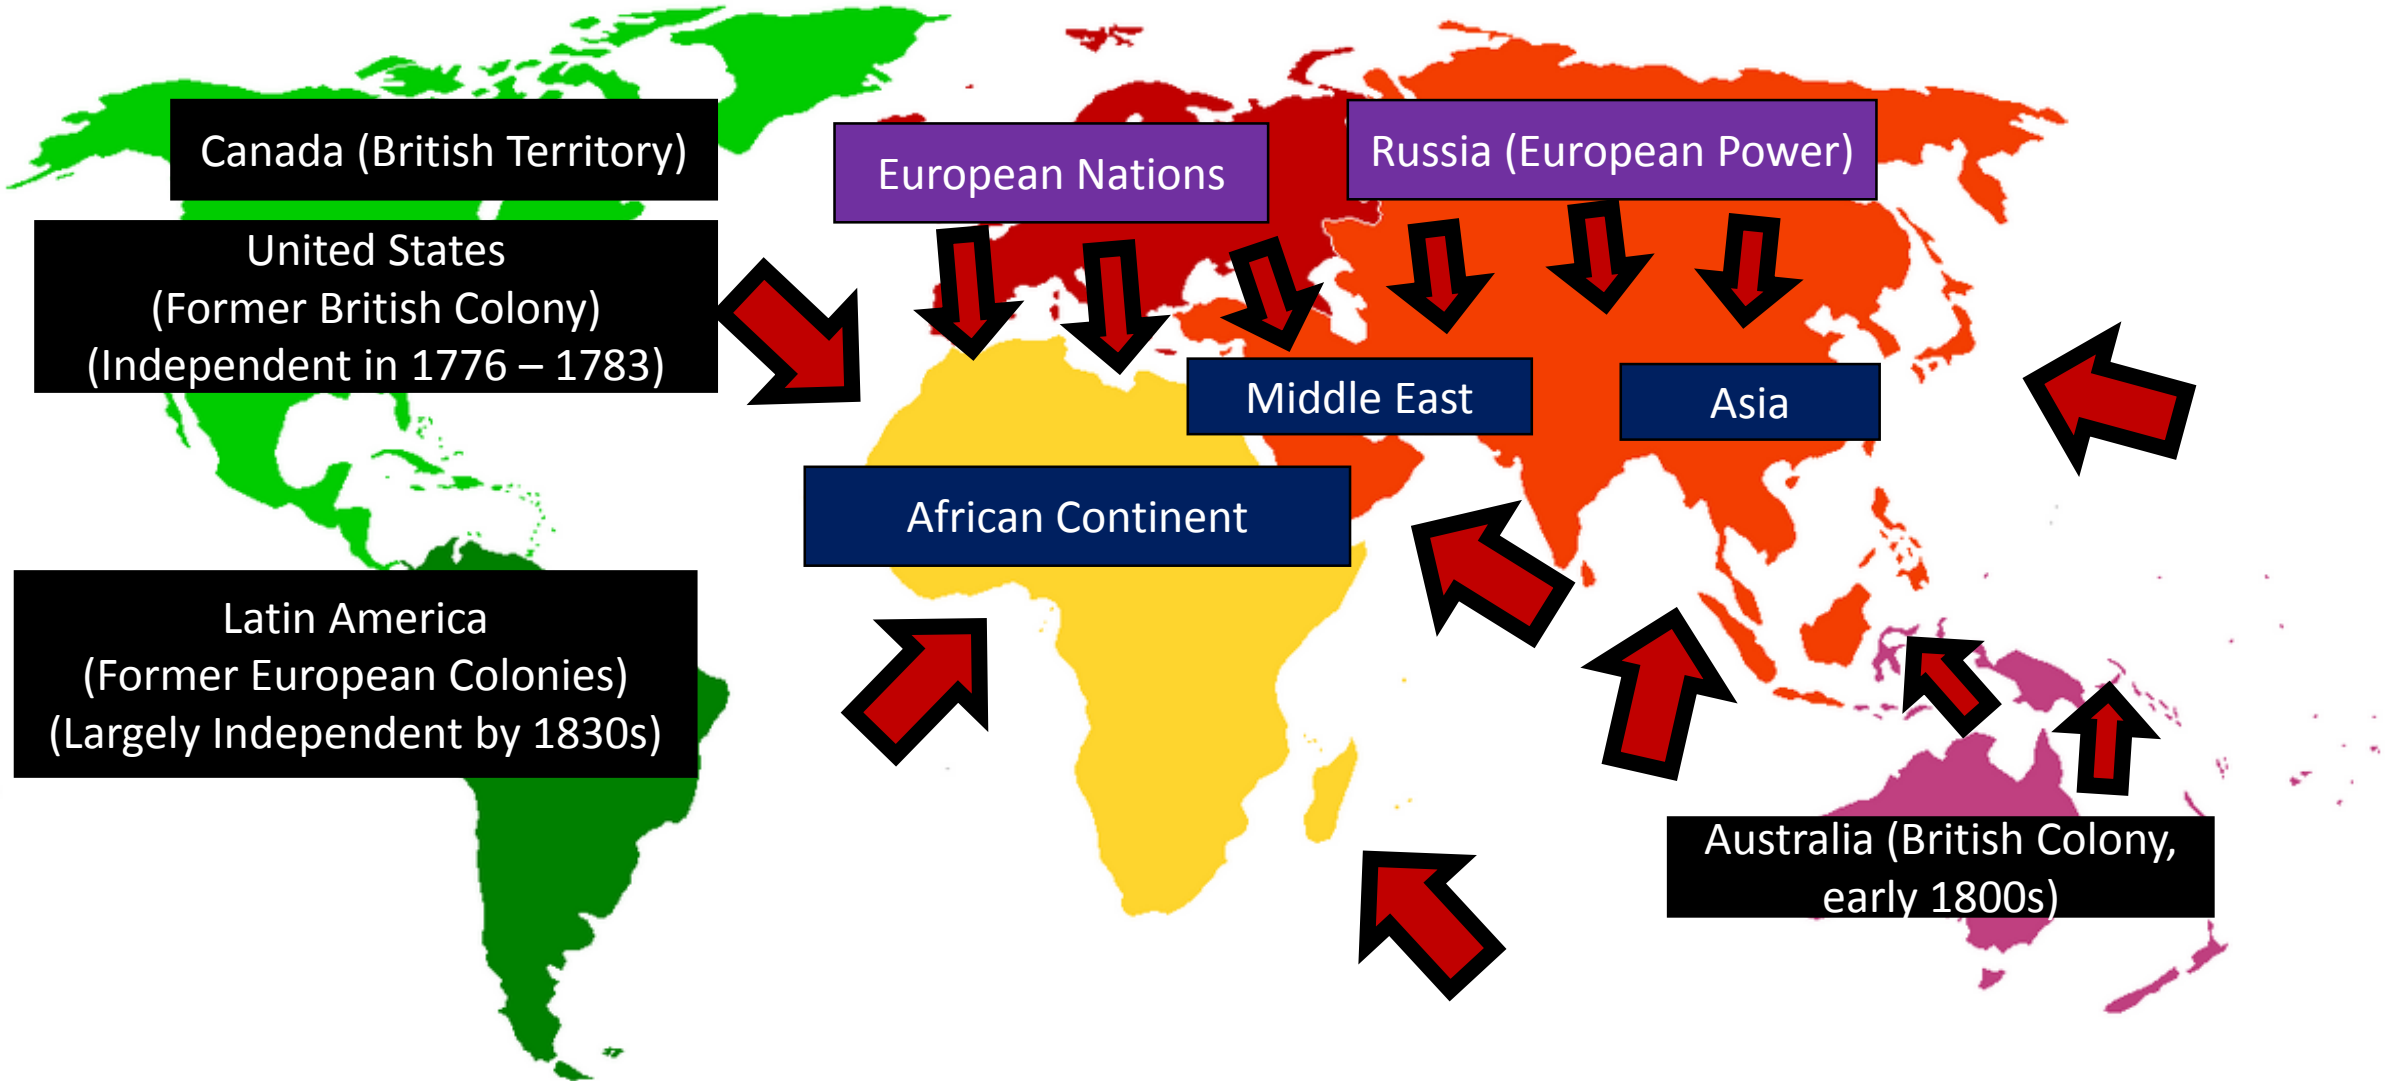 Canada (British Territory)
United States
(Former British Colony)
(Independent in 1776 – 1783)
Latin America
(Former European Colonies)
(Largely Independent by 1830s)
European Nations
Russia (European Power)
Middle East
Asia
African Continent
Australia (British Colony,
early 1800s)